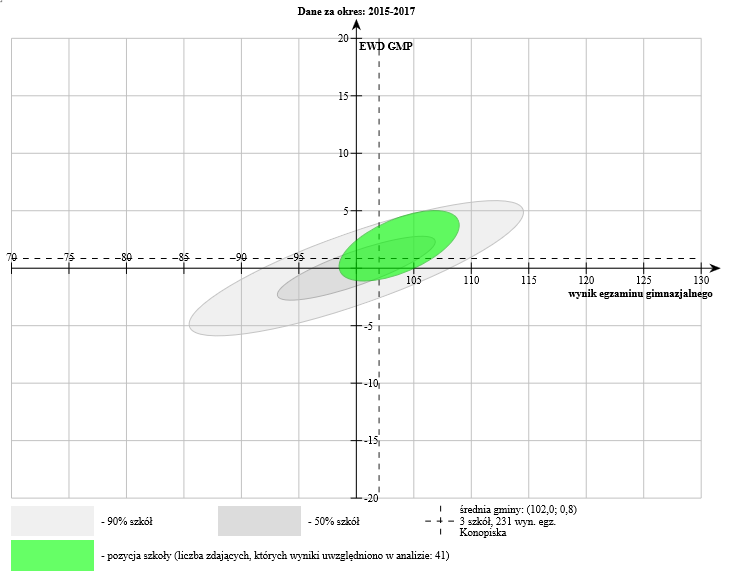 Dane za okres: 2015-2017
20
EWD GMP
15
10
5
70 75 80 85 90 95
105 110 115 120 125 130
wynik egzaminu gimnazjalnego
-5
-10
-15
-20
- 90% szkół
- 50% szkół
średnia gminy: (102,0; 0,8)
3 szkół, 231 wyn. egz.
Konopiska
- pozycja szkoły (liczba zdających, których wyniki uwzględniono w analizie: 41)